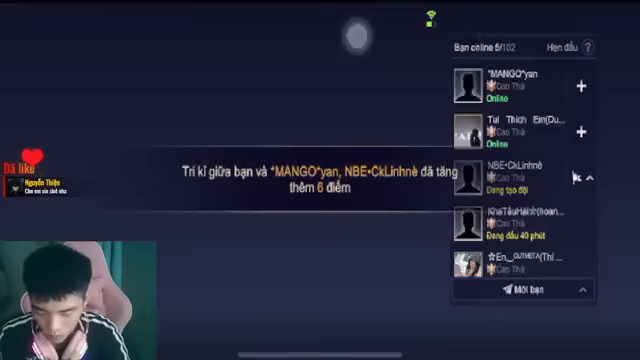 Bạn online 5/102 Hẹn đấu ?
*MANGO*yan
Cao Thủ
Online
Tui Thích Em(Du...
Cao Thủ
Online
NBE•CkLinhnè
Cao Thủ
Đang tạo đội
Cao Thủ
Đang đấu 40 phút
Cao Thủ
Mời bạn
Tri kỉ giữa bạn và *MANGO*yan, NBE•CkLinhnè đã tăng
thêm 6 điểm
Đã like
Nguyễn Thiện